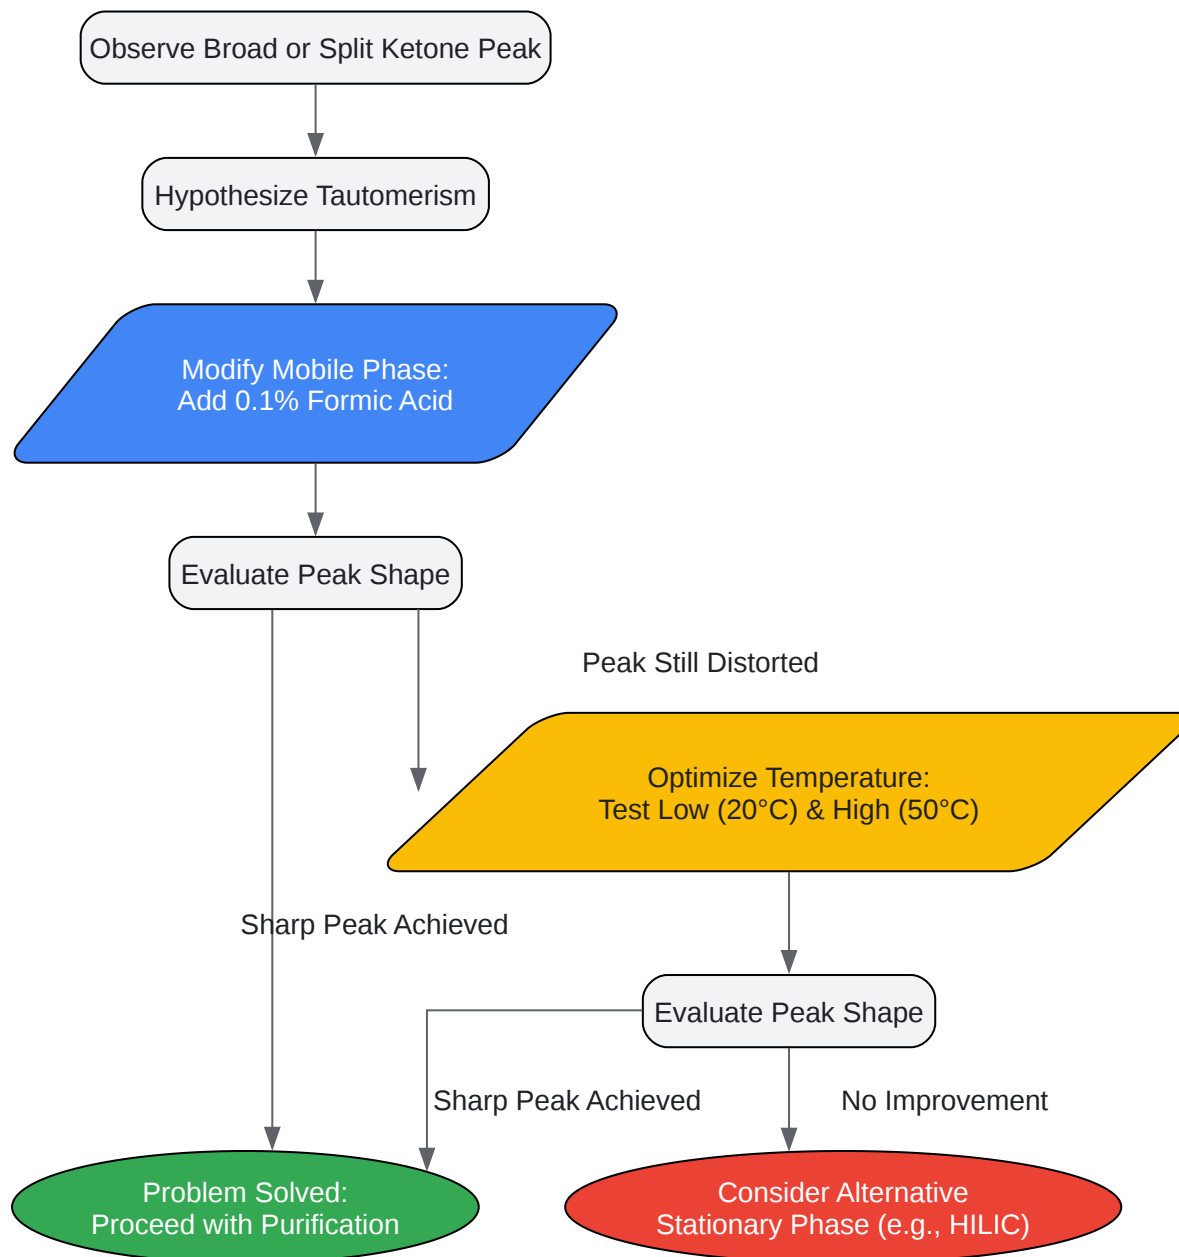 Observe Broad or Split Ketone Peak
Hypothesize Tautomerism
Modify Mobile Phase:
Add 0.1% Formic Acid
Evaluate Peak Shape
Peak Still Distorted
Optimize Temperature:
Test Low (20°C) & High (50°C)
Sharp Peak Achieved
Evaluate Peak Shape
Sharp Peak Achieved
No Improvement
Problem Solved:
Proceed with Purification
Consider Alternative
Stationary Phase (e.g., HILIC)